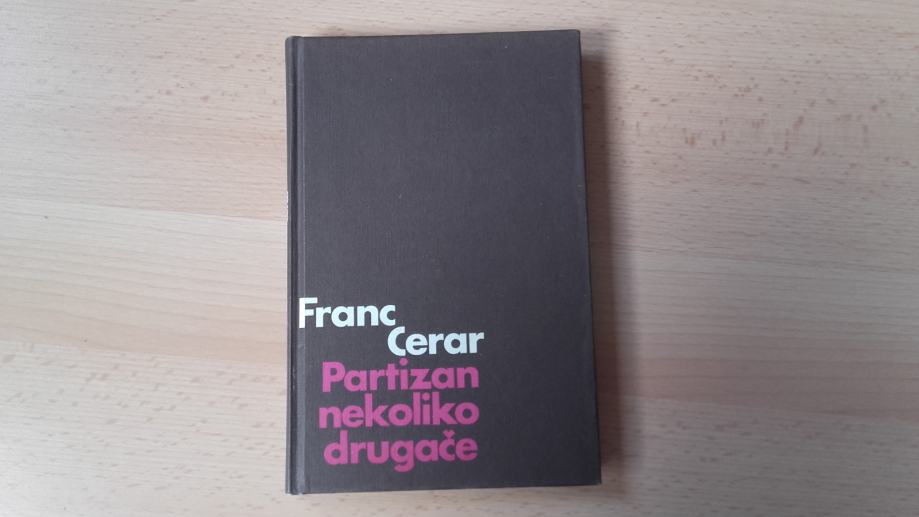 Franc
Cerar
Partizan
nekoliko
drugače